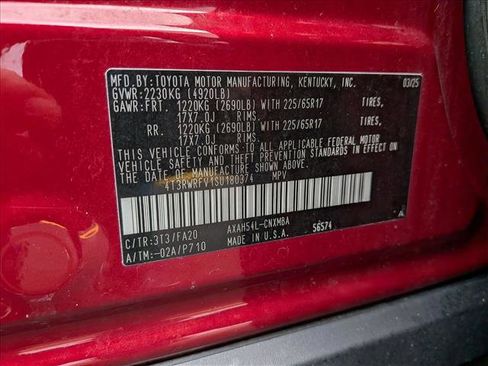 MFD.BY:TOYOTA MOTOR MANUFACTURING, KENTUCKY, INC. 03/25
GVWR:2230KG (4920LB)
GAWR:FRT. 1220KG (2690LB) WITH 225/65R17 TIRES,
17X7.0J RIMS.
RR. 1220KG (2690LB) WITH 225/65R17 TIRES,
17X7.0J RIMS.
THIS VEHICLE CONFORMS TO ALL APPLICABLE FEDERAL MOTOR
VEHICLE SAFETY AND BUMPER STANDARDS IN EFFECT ON
THE DATE OF MANUFACTURE SHOWN ABOVE.
4T3RWRFV1SU180374 MPV
C/TR:3T3/FA20 AXAH54L-CNXMBA
A/TM:-02A/P710 MADE IN U.S.A. 56574